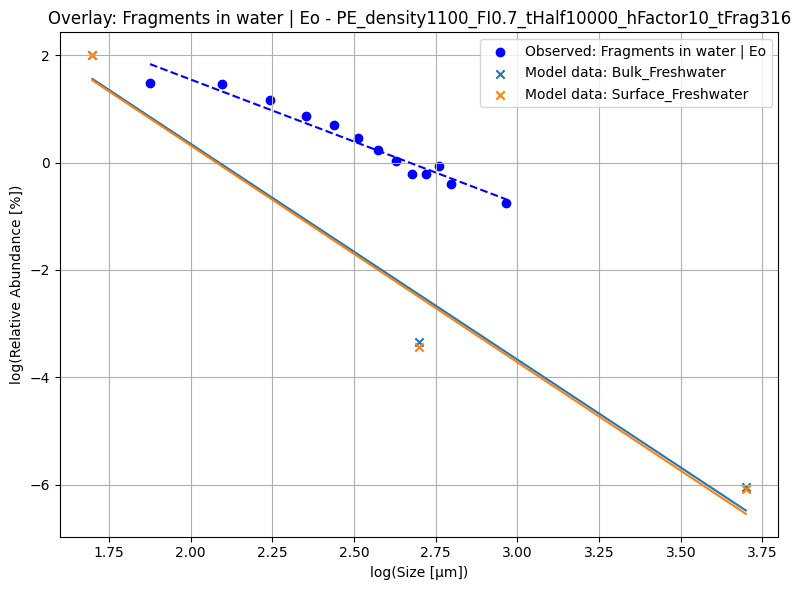 Overlay: Fragments in water | Eo - PE_density1100_FI0.7_tHalf10000_hFactor10_tFrag316
Observed: Fragments in water | Eo
Model data: Bulk_Freshwater
Model data: Surface_Freshwater
log(Relative Abundance [%])
2
0
−2
−4
−6
1.75
2.00
2.25
2.50
2.75
3.00
3.25
3.50
3.75
log(Size [μm])